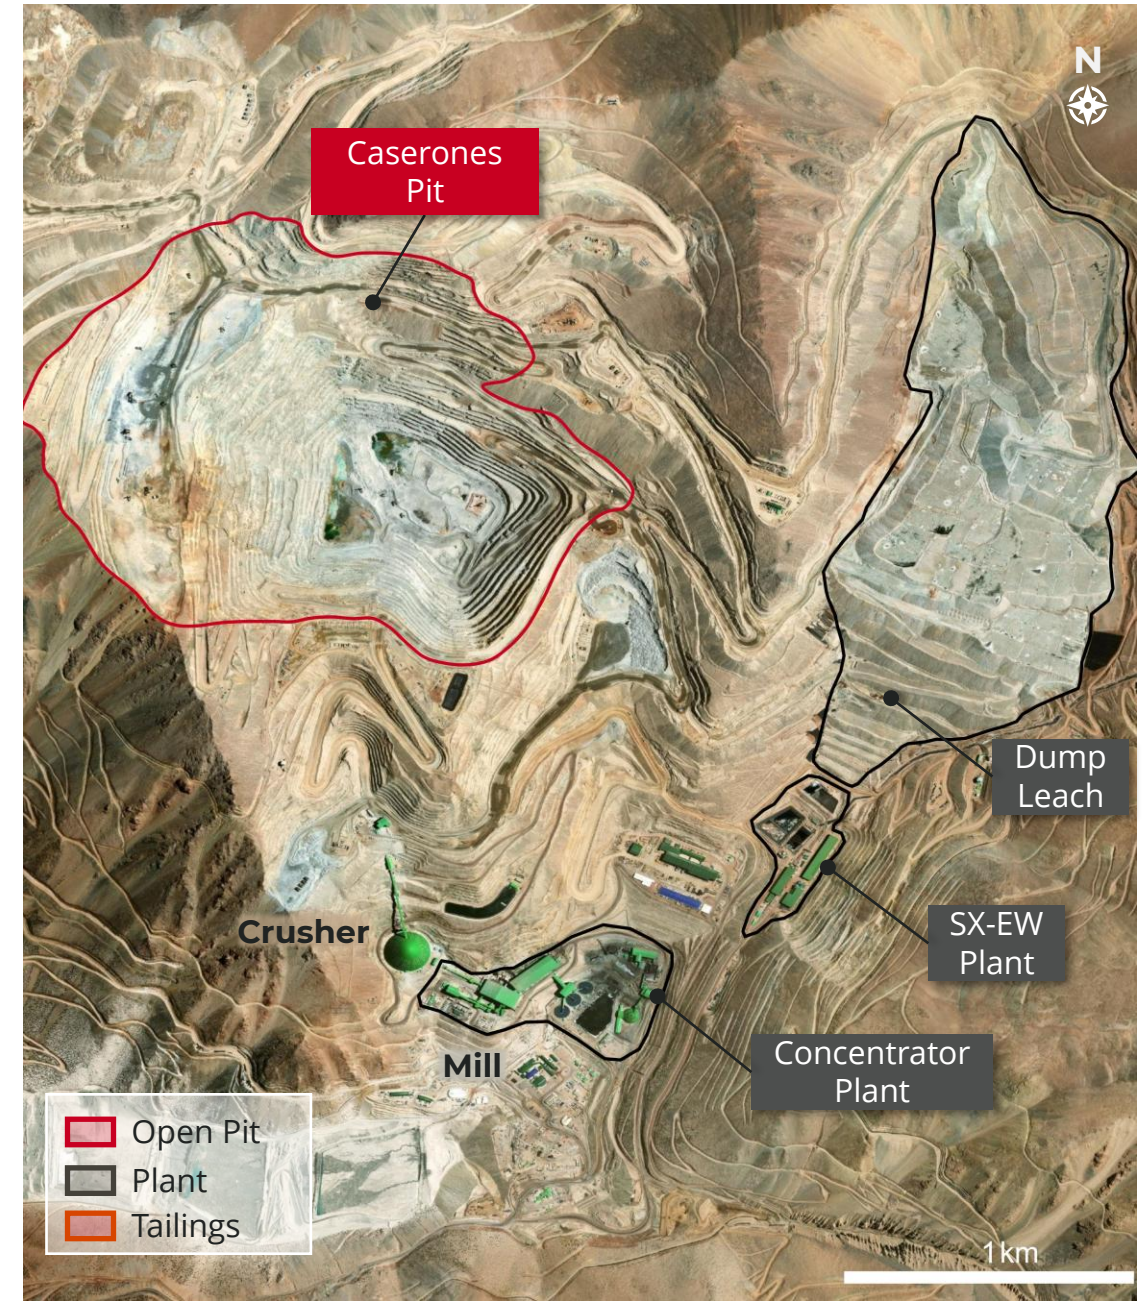 N
Caserones
Pit
Dump
Leach
SX-EW
Plant
Crusher
Concentrator
Plant
Mill
Open Pit
Plant
Tailings
1km